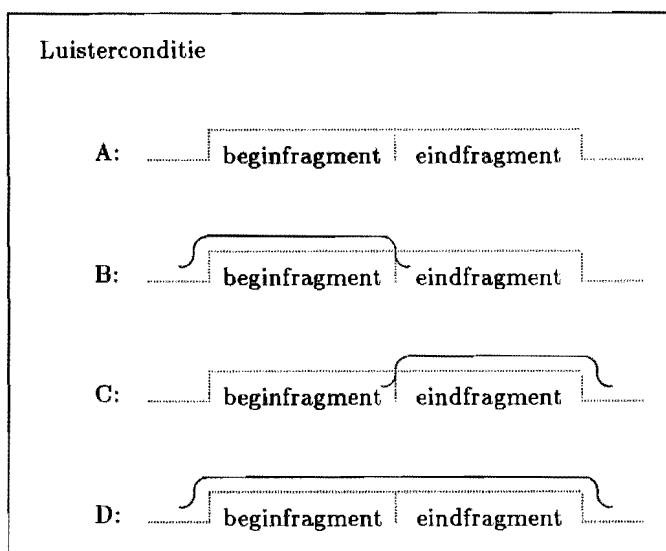 Luisterconditie
A: beginfragment eindfragment
B: beginfragment eindfragment
C: beginfragment eindfragment
D: beginfragment eindfragment